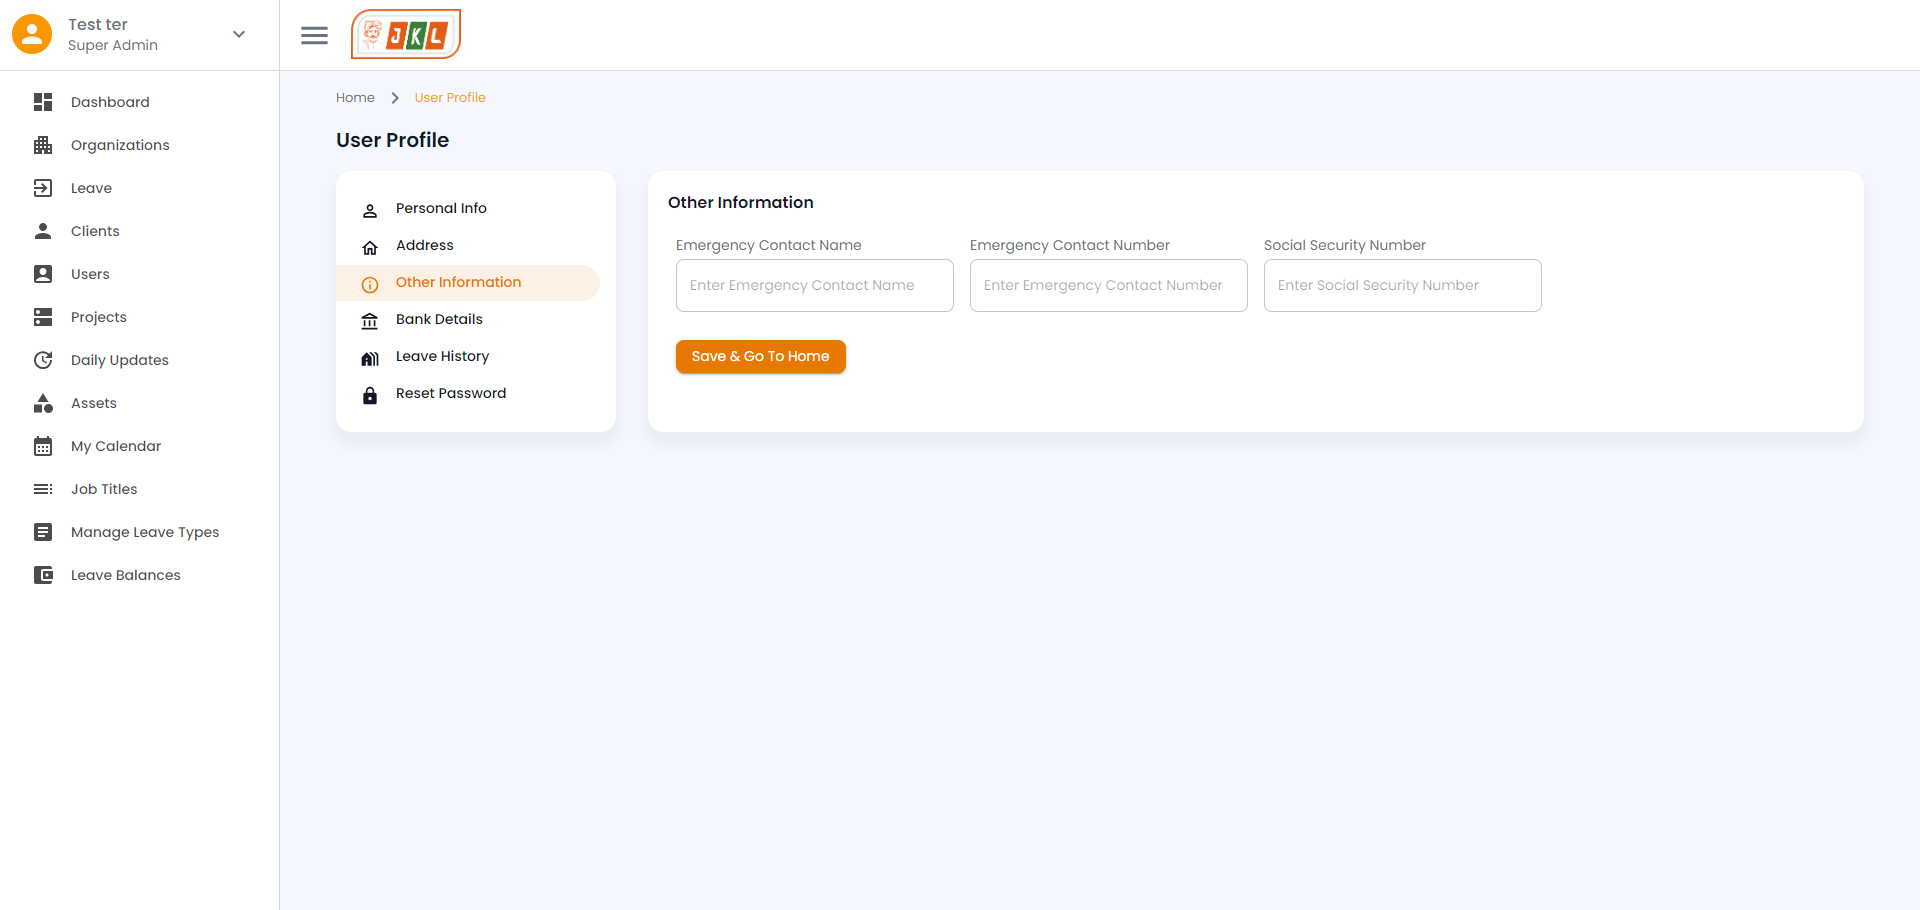 Test ter
Super Admin
JKL
Dashboard
Organizations
Leave
Clients
Users
Projects
Daily Updates
Assets
My Calendar
Job Titles
Manage Leave Types
Leave Balances
Home
User Profile
User Profile
Personal Info
Address
Other Information
Bank Details
Leave History
Reset Password
Other Information
Emergency Contact Name
Enter Emergency Contact Name
Emergency Contact Number
Enter Emergency Contact Number
Social Security Number
Enter Social Security Number
Save & Go To Home